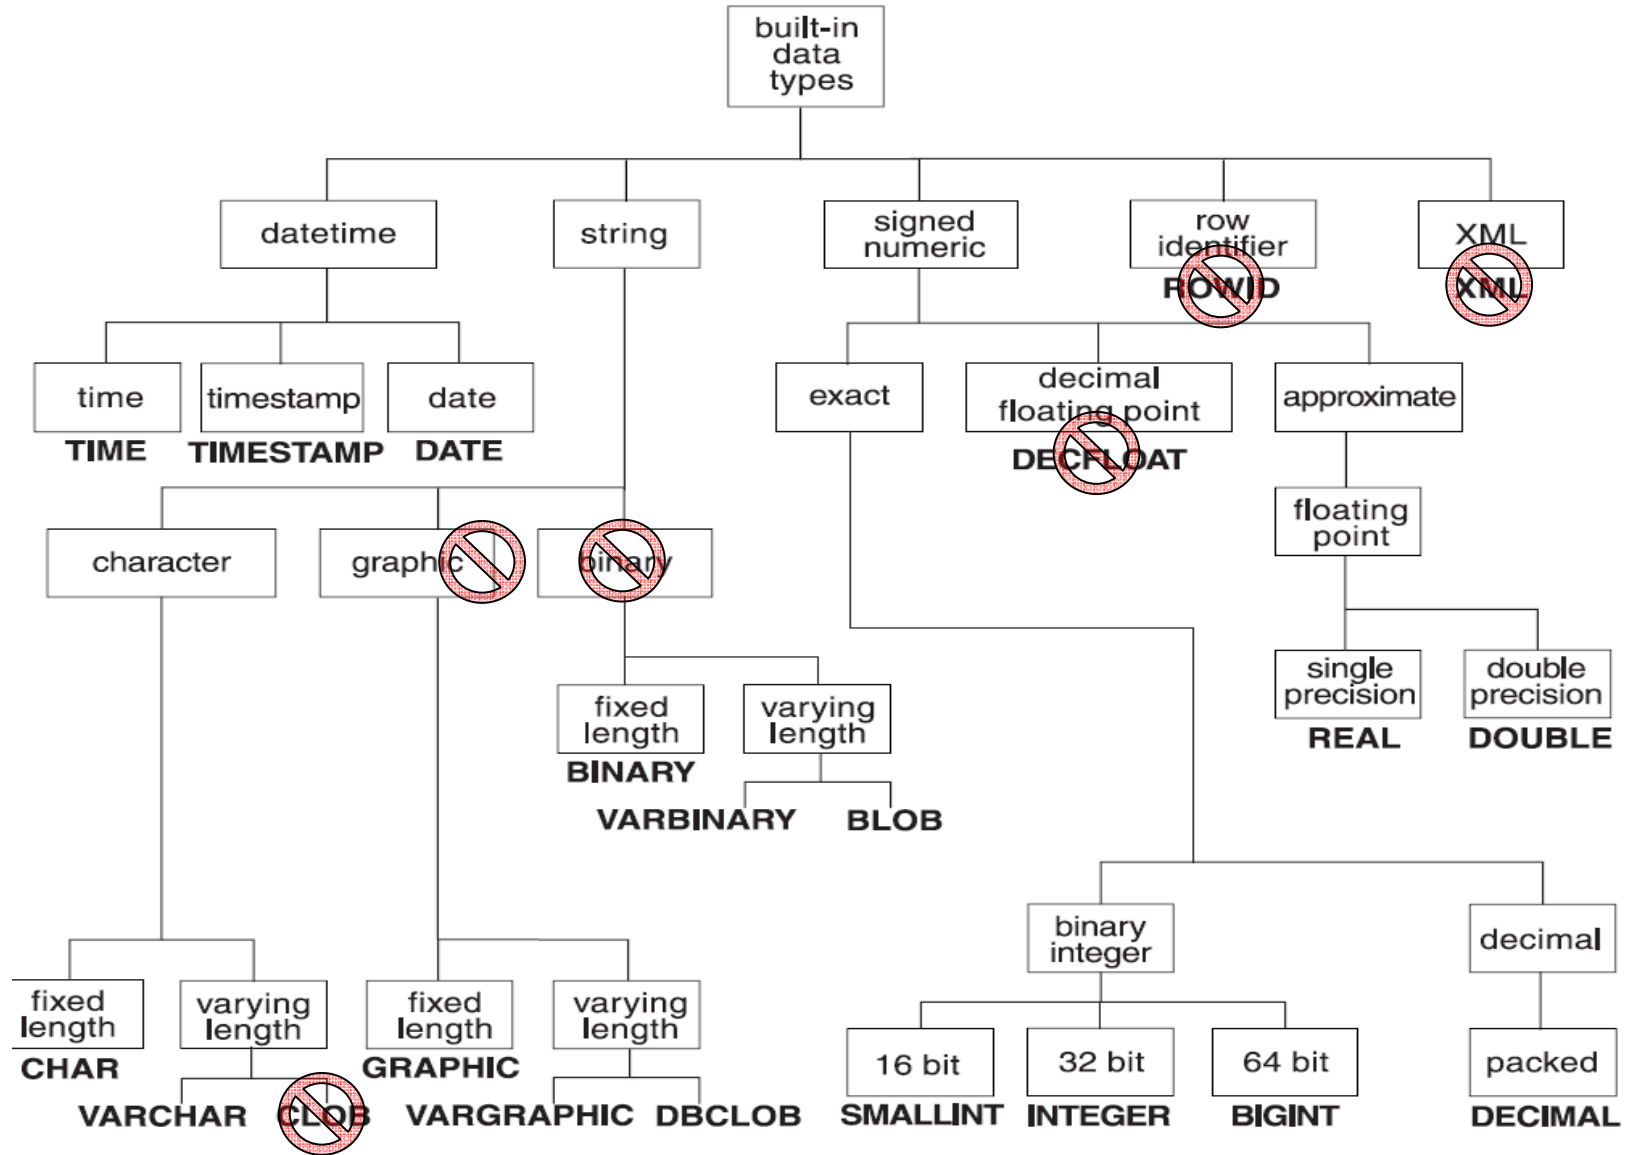 built-in
data
types
datetime
string
signed
numeric
row
identifier
ROWID
XML
XML
time
TIME
timestamp
TIMESTAMP
date
DATE
exact
decimal
floating point
DECFLOAT
approximate
floating
point
character
graphic
binary
single
precision
REAL
double
precision
DOUBLE
fixed
length
BINARY
varying
length
VARBINARY
BLOB
binary
integer
decimal
fixed
length
CHAR
varying
length
VARCHAR
CLOB
fixed
length
GRAPHIC
varying
length
VARGRAPHIC
DBCLOB
16 bit
SMALLINT
32 bit
INTEGER
64 bit
BIGINT
packed
DECIMAL